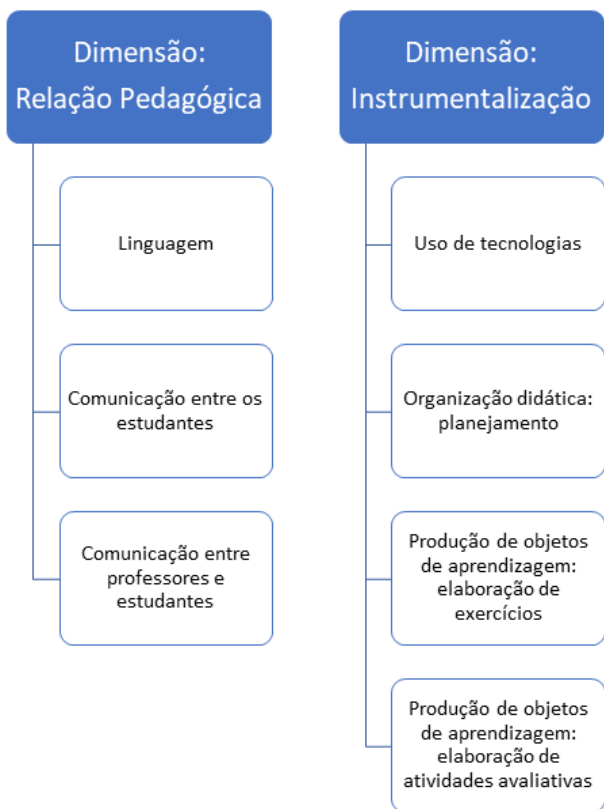 Dimensão:
Relação Pedagógica
Linguagem
Comunicação entre os
estudantes
Comunicação entre
professores e
estudantes
Dimensão:
Instrumentalização
Uso de tecnologias
Organização didática:
planejamento
Produção de objetos
de aprendizagem:
elaboração de
exercícios
Produção de objetos
de aprendizagem:
elaboração de
atividades avaliativas